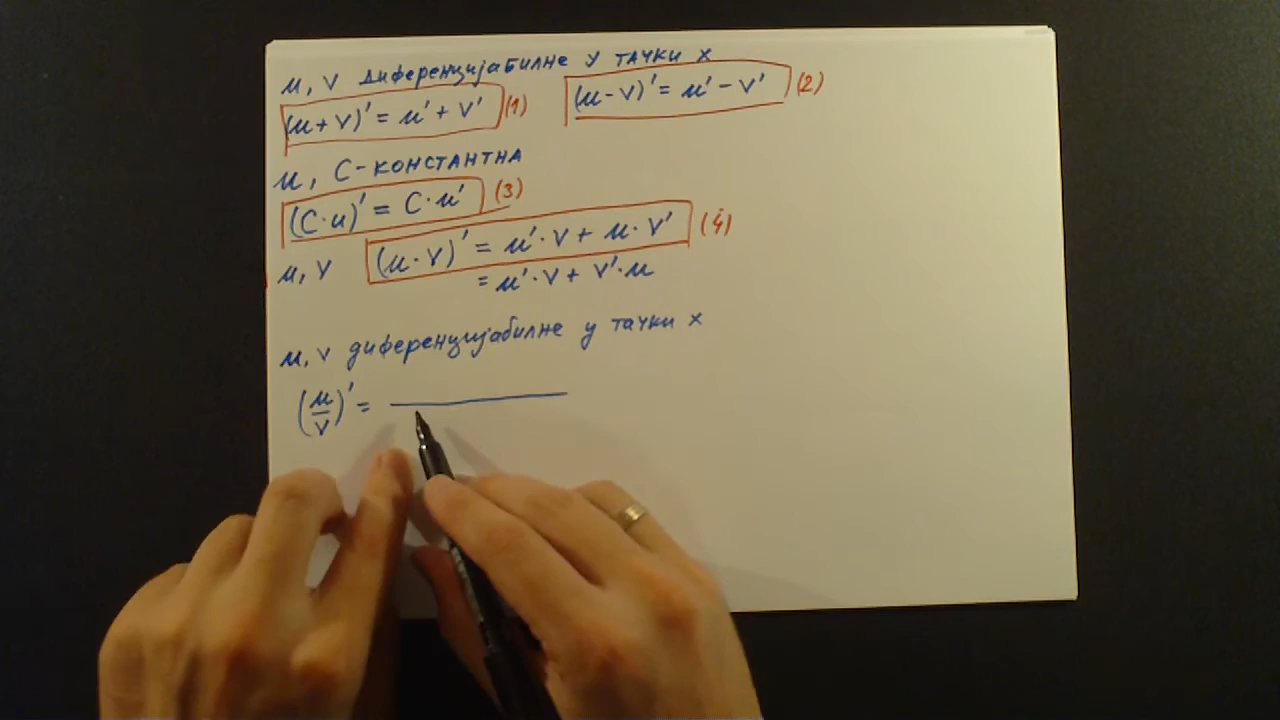 u, v диференцијабилне у тачки x
(u+v)' = u' + v' (1) (u-v)' = u' - v' (2)
u, C-константна
(C·u)' = C·u' (3)
u, v (u·v)' = u'·v + u·v' (4)
= u'·v + v'·u
u, v диференцијабилне у тачки x
(u/v)' =